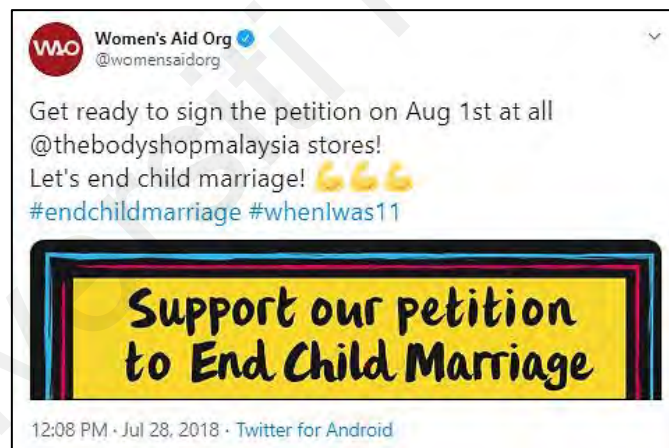 WAO
Women's Aid Org
@womensaidorg
Get ready to sign the petition on Aug 1st at all
@thebodyshopmalaysia stores!
Let's end child marriage! 💪💪💪
#endchildmarriage #whenIwas11
Support our petition
to End Child Marriage
12:08 PM · Jul 28, 2018 · Twitter for Android